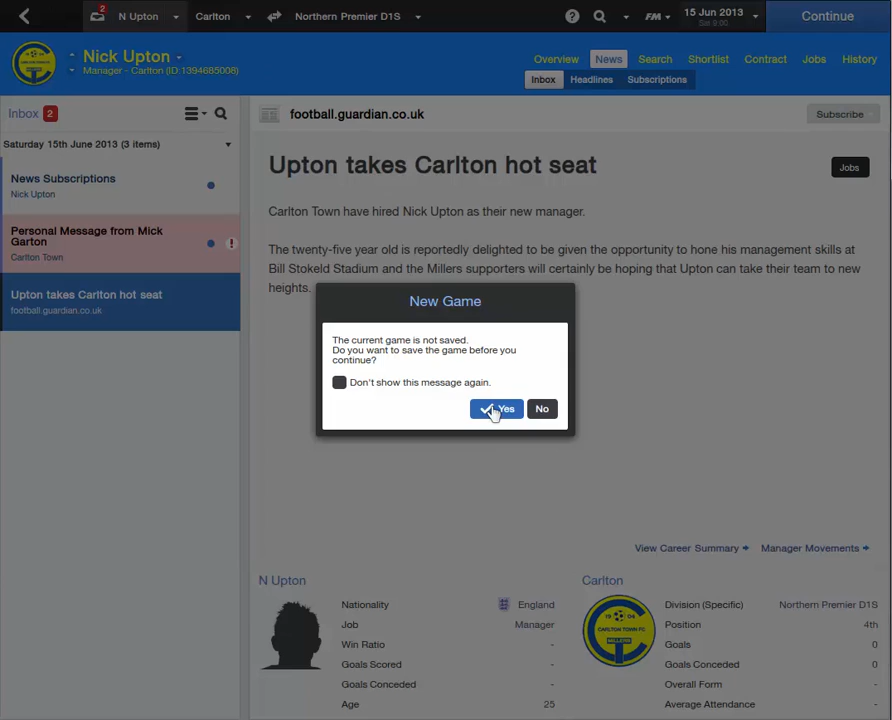 2
N Upton
Carlton
Northern Premier D1S
?
FM
15 Jun 2013
Sat 9:00
Continue
Nick Upton
Manager - Carlton (ID:1394685008)
Overview
News
Search
Shortlist
Contract
Jobs
History
Inbox
Headlines
Subscriptions
Inbox 2
football.guardian.co.uk
Subscribe
Saturday 15th June 2013 (3 items)
News Subscriptions
Nick Upton
Personal Message from Mick
Garton
Carlton Town
!
Upton takes Carlton hot seat
football.guardian.co.uk
Upton takes Carlton hot seat
Jobs
Carlton Town have hired Nick Upton as their new manager.
The twenty-five year old is reportedly delighted to be given the opportunity to hone his management skills at
Bill Stokeld Stadium and the Millers supporters will certainly be hoping that Upton can take their team to new
heights.
New Game
The current game is not saved.
Do you want to save the game before you
continue?
Don't show this message again.
Yes
No
View Career Summary
Manager Movements
N Upton
Nationality England
Job Manager
Win Ratio -
Goals Scored -
Goals Conceded -
Age 25
Carlton
CARLTON TOWN FC
MILLERS
Division (Specific) Northern Premier D1S
Position 4th
Goals 0
Goals Conceded 0
Overall Form -
Average Attendance -